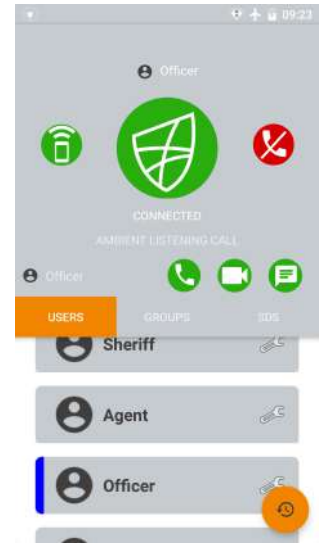 09:23
Officer
CONNECTED
AMBIENT LISTENING CALL
Officer
USERS GROUPS SDS
Sheriff
Agent
Officer